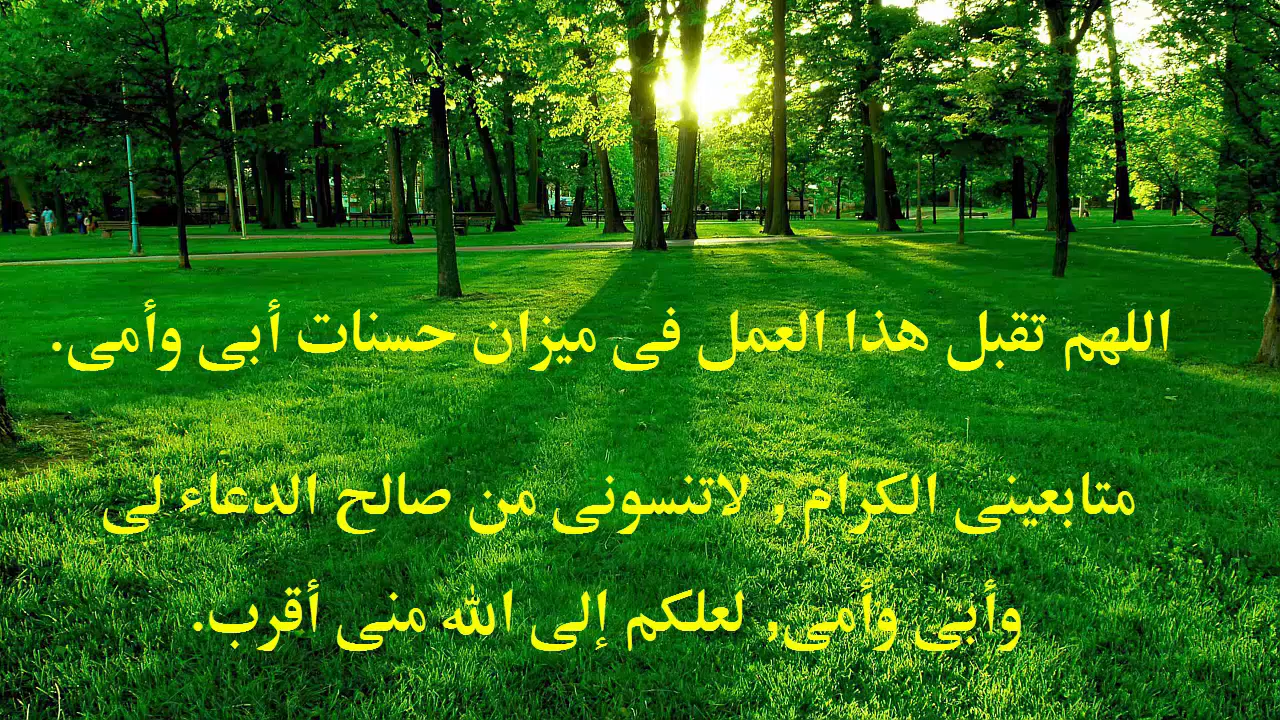 اللهم تقبل هذا العمل فى ميزان حسنات أبى وأمى.
متابعينى الكرام, لاتنسونى من صالح الدعاء لى
وأبى وأمى, لعلكم إلى الله منى أقرب.